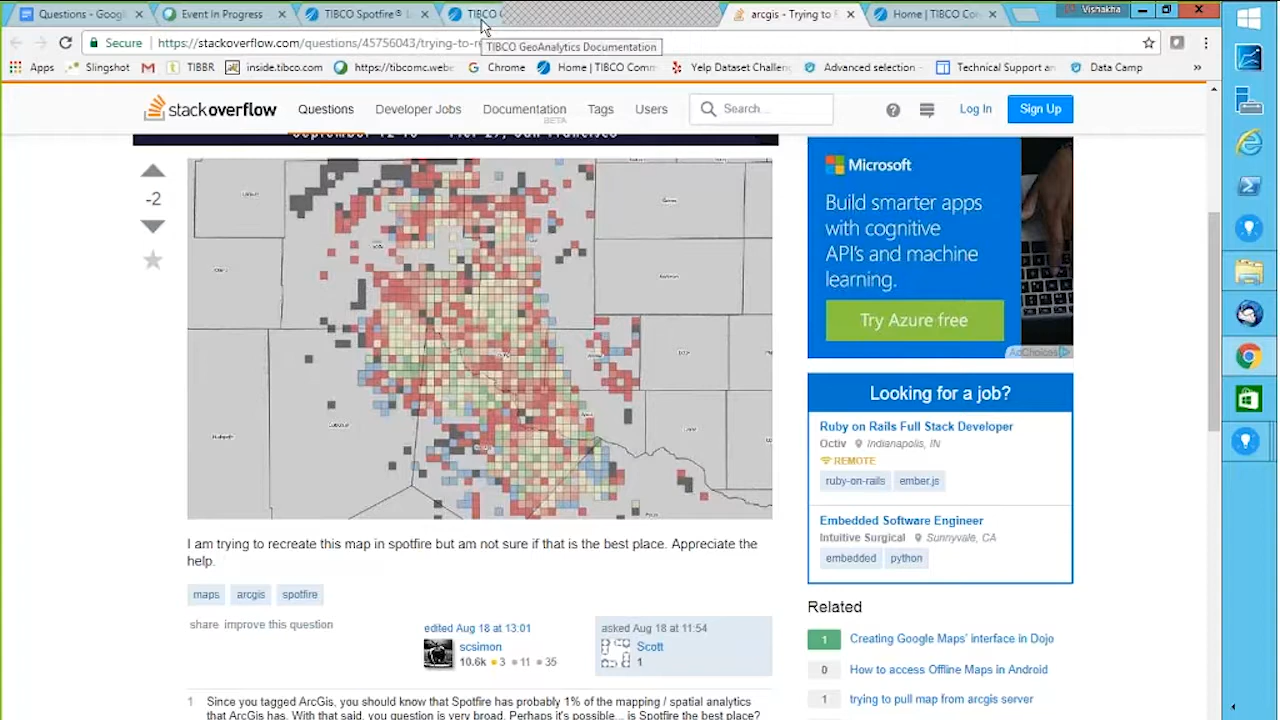 Questions - Googl
Event In Progress
TIBCO Spotfire® L
TIBCO
arcgis - Trying to
Home | TIBCO Co
Vishakha
Secure
https://stackoverflow.com/questions/45756043/trying-to-re
TIBCO GeoAnalytics Documentation
Apps
Slingshot
TIBBR
inside.tibco.com
https://tibcomc.webe
Chrome
Home | TIBCO Comm
Yelp Dataset Challen
Advanced selection -
Technical Support an
Data Camp
»
stackoverflow
Questions
Developer Jobs
Documentation
BETA
Tags
Users
Search...
Log In
Sign Up
-2
I am trying to recreate this map in spotfire but am not sure if that is the best place. Appreciate the
help.
maps
arcgis
spotfire
share improve this question
edited Aug 18 at 13:01
scsimon
10.6k 3 11 35
asked Aug 18 at 11:54
Scott
1
1 Since you tagged ArcGis, you should know that Spotfire has probably 1% of the mapping / spatial analytics
that ArcGis has. With that said, you question is very broad. Perhaps it's possible... is Spotfire the best place?
Microsoft
Build smarter apps
with cognitive
API's and machine
learning.
Try Azure free
AdChoices
Looking for a job?
Ruby on Rails Full Stack Developer
Octiv Indianapolis, IN
REMOTE
ruby-on-rails
ember.js
Embedded Software Engineer
Intuitive Surgical Sunnyvale, CA
embedded
python
Related
1 Creating Google Maps' interface in Dojo
0 How to access Offline Maps in Android
1 trying to pull map from arcgis server